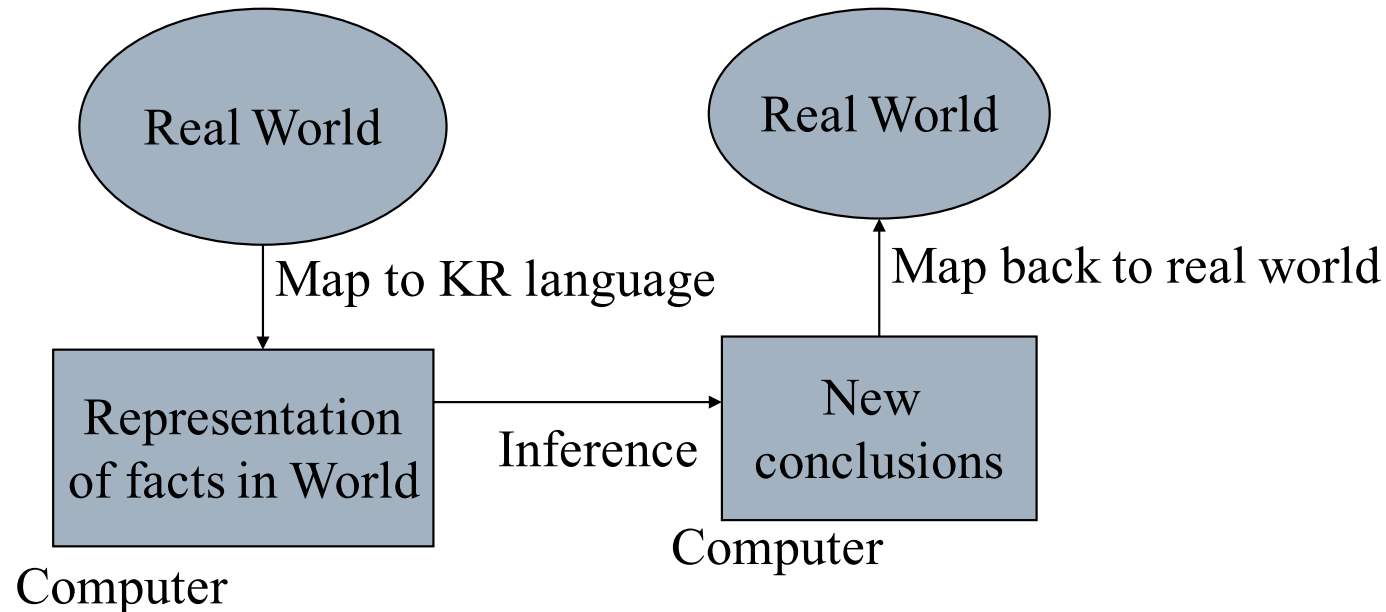 Real World
Real World
Map to KR language
Map back to real world
Representation
of facts in World
Inference
New
conclusions
Computer
Computer